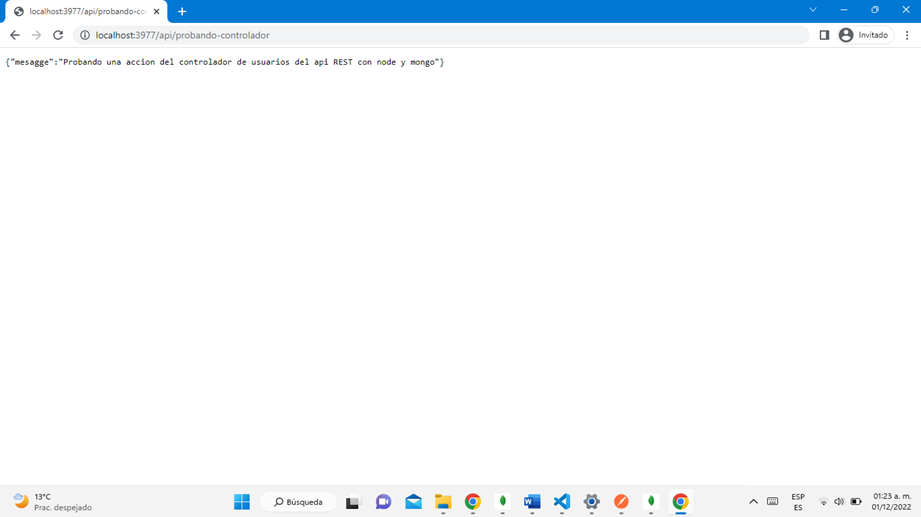 localhost:3977/api/probando-con
localhost:3977/api/probando-controlador
Invitado
{"mesagge":"Probando una accion del controlador de usuarios del api REST con node y mongo"}
13°C
Prac. despejado
Búsqueda
ESP
ES
01:23 a. m.
01/12/2022